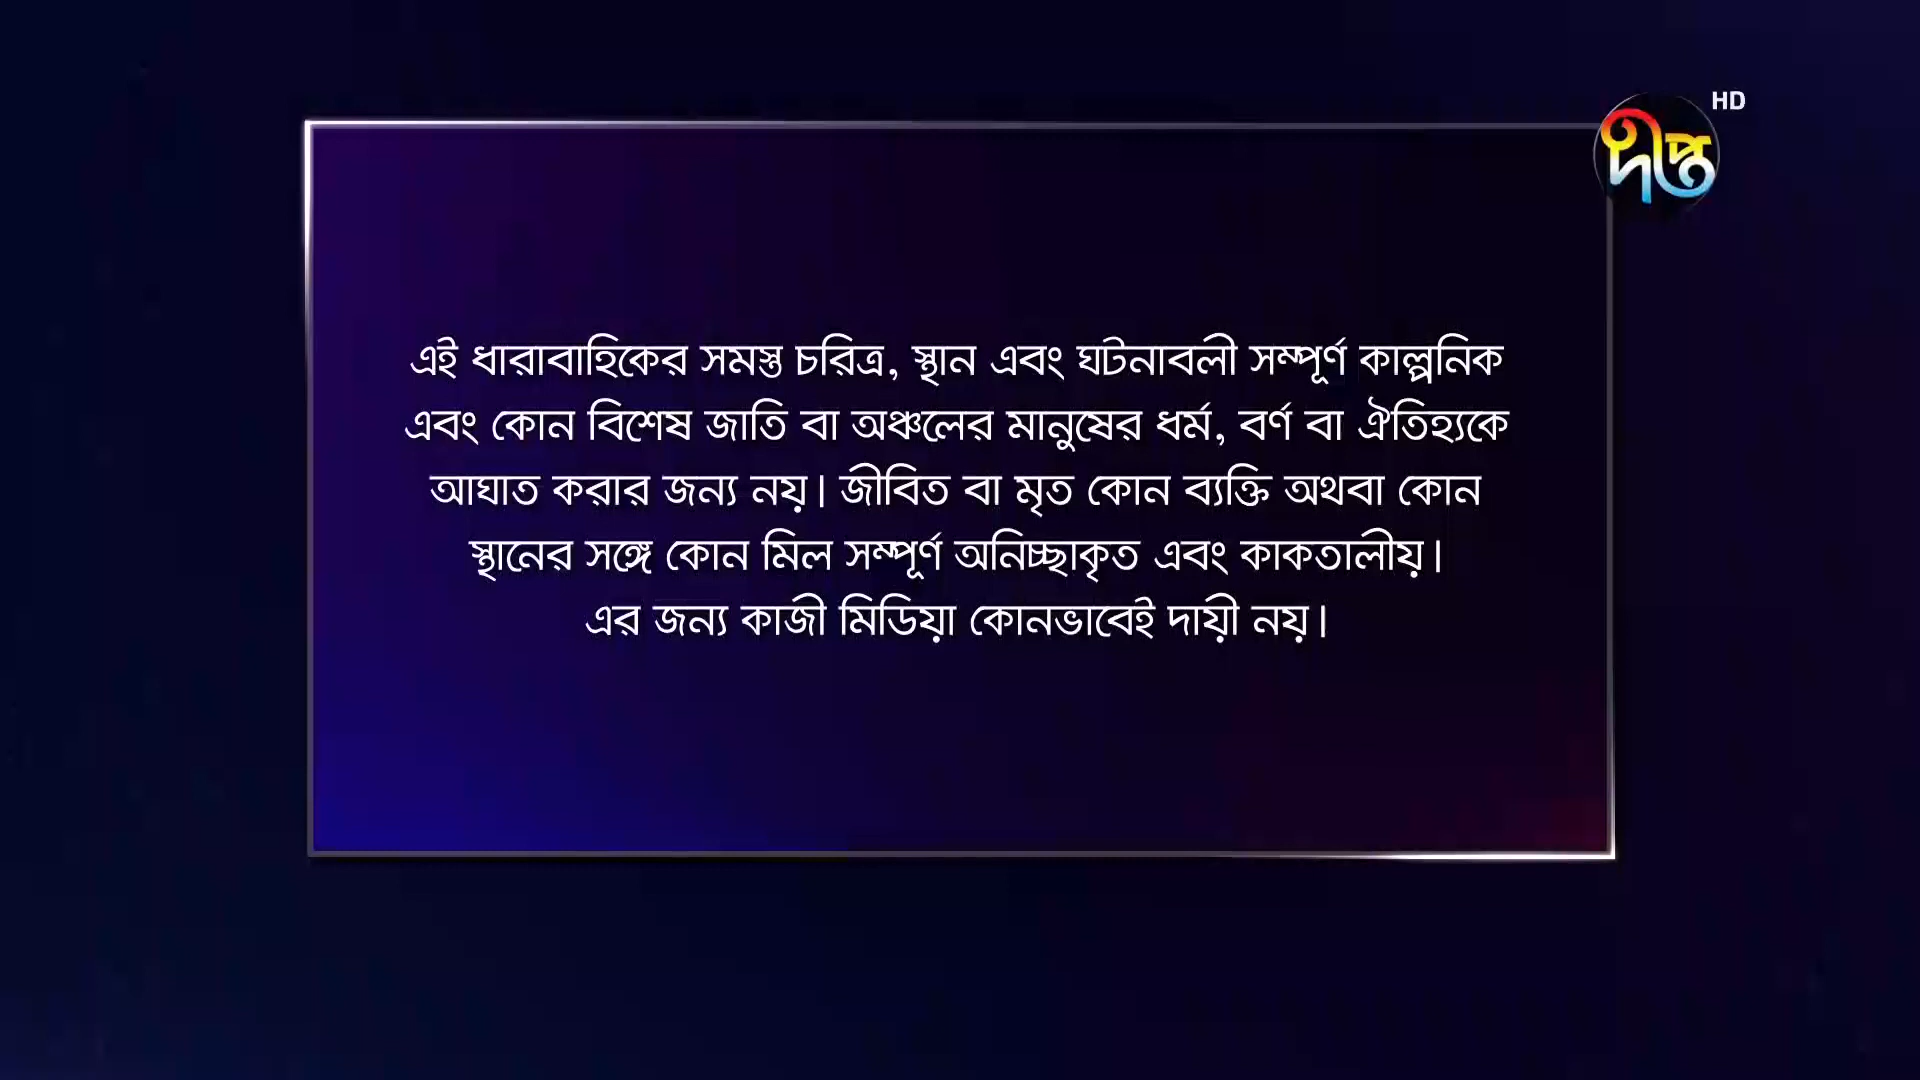 HD
দীপ্ত
এই ধারাবাহিকের সমস্ত চরিত্র, স্থান এবং ঘটনাবলী সম্পূর্ণ কাল্পনিক
এবং কোন বিশেষ জাতি বা অঞ্চলের মানুষের ধর্ম, বর্ণ বা ঐতিহ্যকে
আঘাত করার জন্য নয়। জীবিত বা মৃত কোন ব্যক্তি অথবা কোন
স্থানের সঙ্গে কোন মিল সম্পূর্ণ অনিচ্ছাকৃত এবং কাকতালীয়।
এর জন্য কাজী মিডিয়া কোনভাবেই দায়ী নয়।